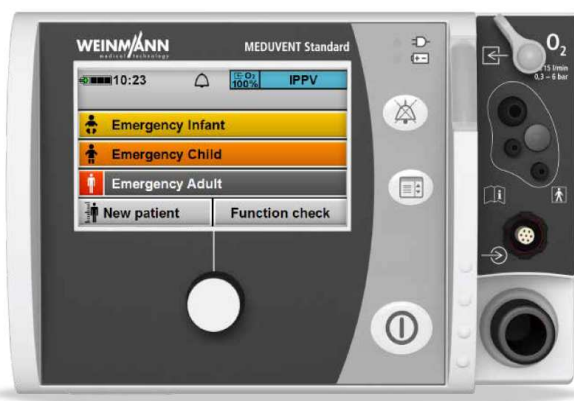 WEINMANN
medical technology
MEDUVENT Standard
10:23
O2
100%
IPPV
Emergency Infant
Emergency Child
Emergency Adult
New patient
Function check
O2
15 l/min
0,3 – 6 bar